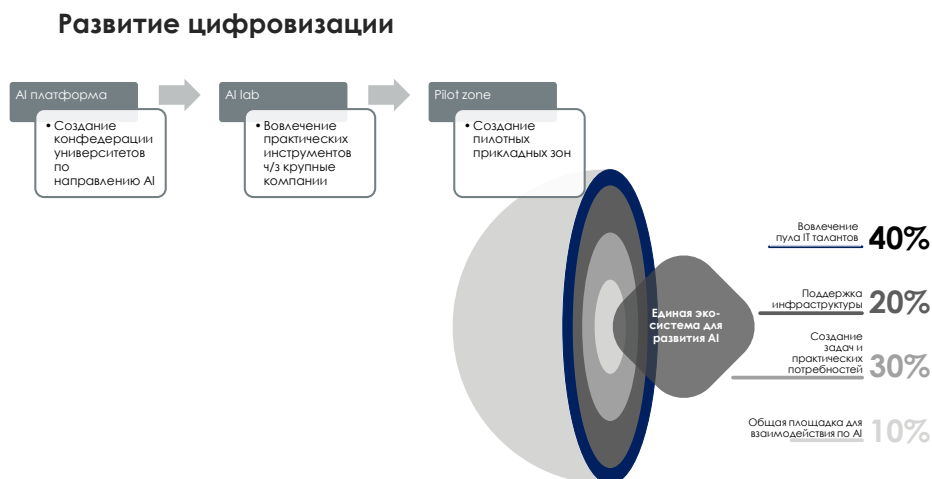 Развитие цифровизации
AI платформа
• Создание
конфедерации
университетов
по
направлению AI
AI lab
• Вовлечение
практических
инструментов
ч/з крупные
компании
Pilot zone
• Создание
пилотных
прикладных зон
Единая эко-
система для
развития AI
Вовлечение
пула IT талантов
40%
Поддержка
инфраструктуры
20%
Создание
задач и
практических
потребностей
30%
Общая площадка для
взаимодействия по AI
10%